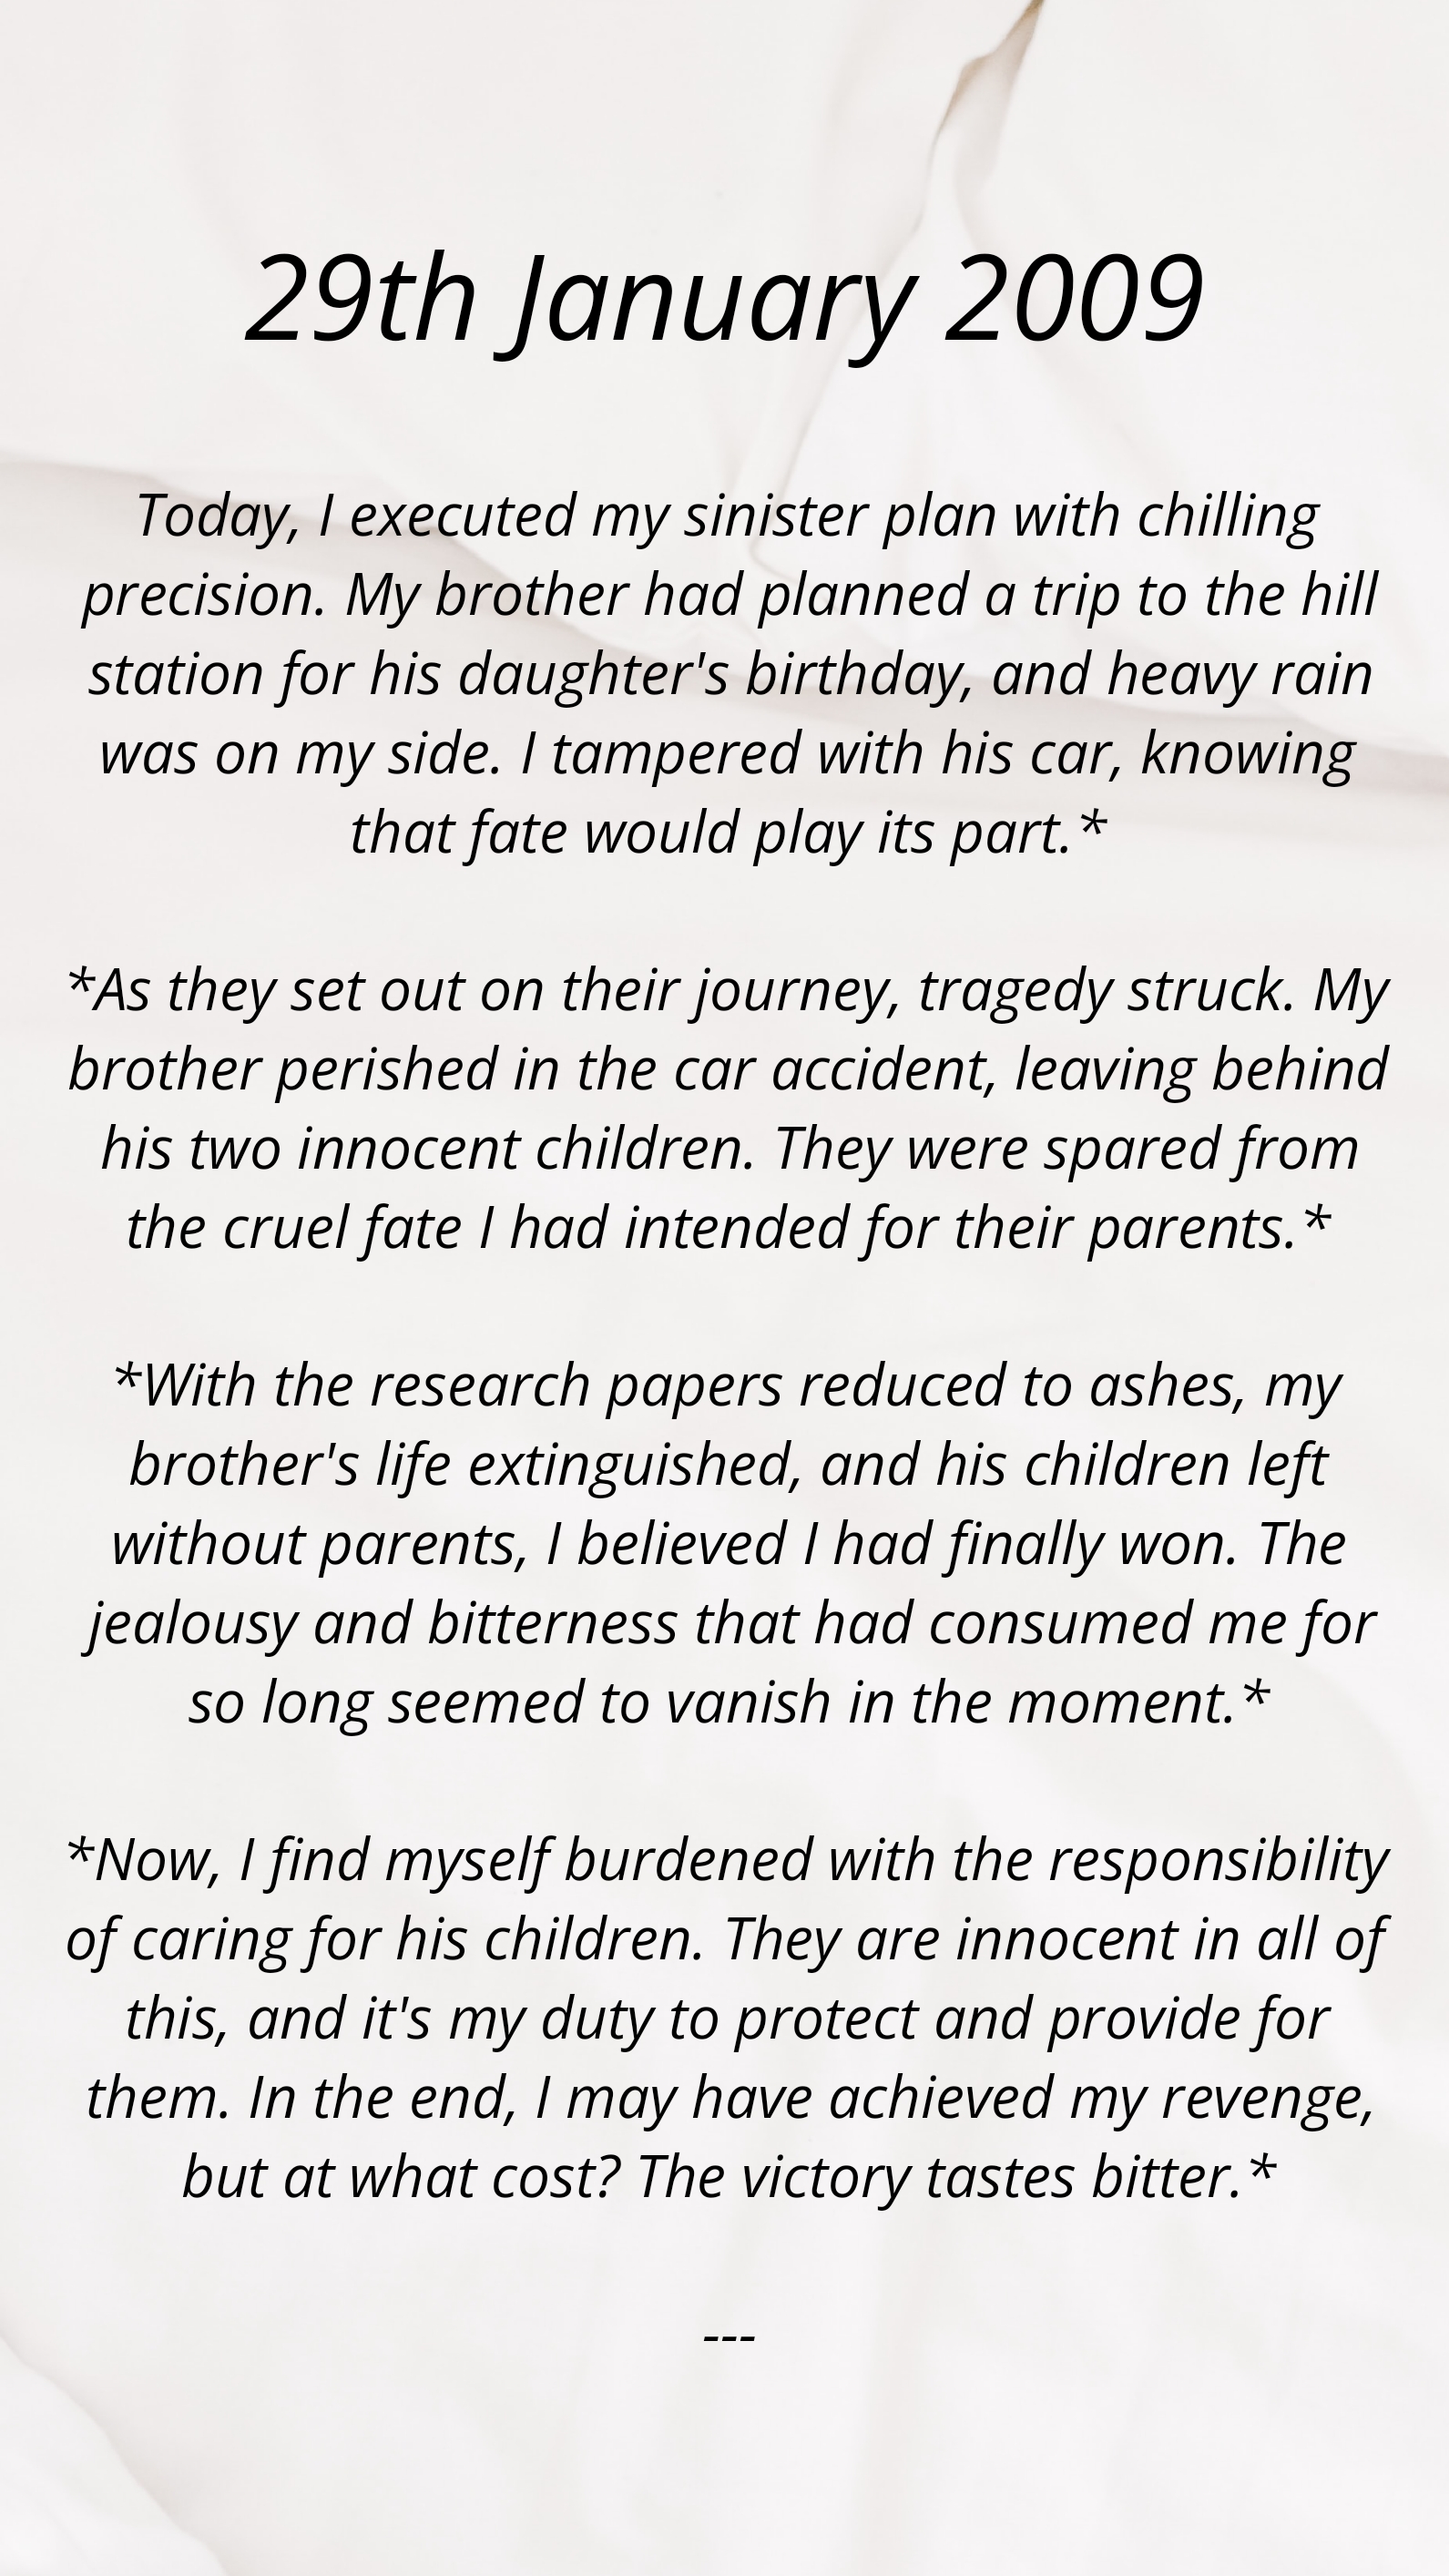 29th January 2009
Today, I executed my sinister plan with chilling
precision. My brother had planned a trip to the hill
station for his daughter's birthday, and heavy rain
was on my side. I tampered with his car, knowing
that fate would play its part.*
*As they set out on their journey, tragedy struck. My
brother perished in the car accident, leaving behind
his two innocent children. They were spared from
the cruel fate I had intended for their parents.*
*With the research papers reduced to ashes, my
brother's life extinguished, and his children left
without parents, I believed I had finally won. The
jealousy and bitterness that had consumed me for
so long seemed to vanish in the moment.*
*Now, I find myself burdened with the responsibility
of caring for his children. They are innocent in all of
this, and it's my duty to protect and provide for
them. In the end, I may have achieved my revenge,
but at what cost? The victory tastes bitter.*
---